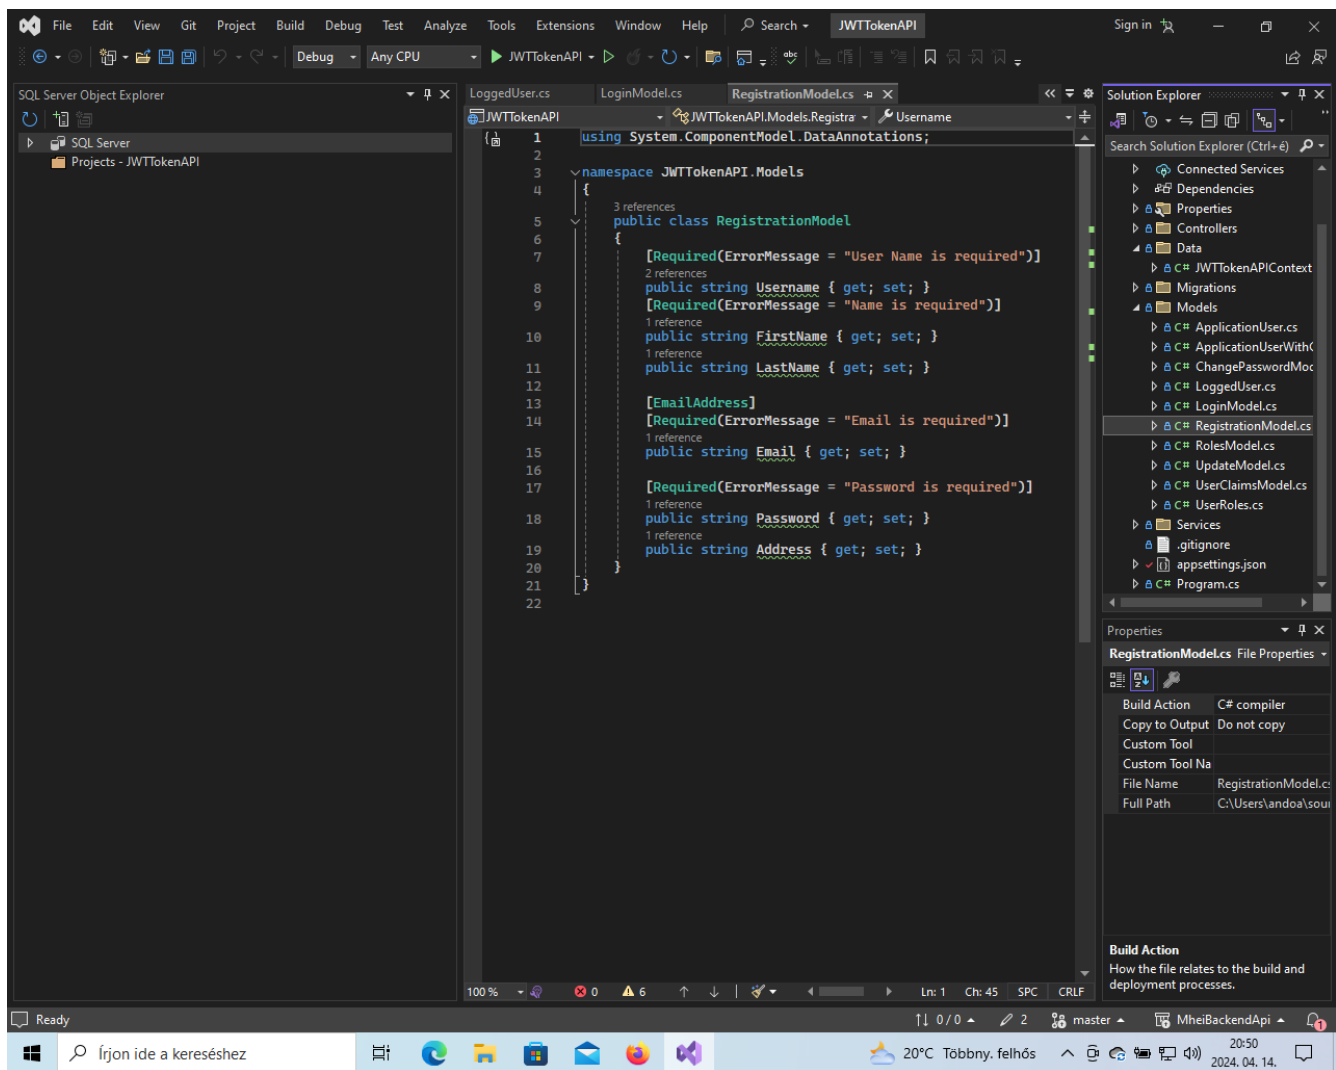 File Edit View Git Project Build Debug Test Analyze Tools Extensions Window Help Search JWTTokenAPI Sign in
Debug Any CPU JWTTokenAPI
SQL Server Object Explorer
SQL Server
Projects - JWTTokenAPI
LoggedUser.cs LoginModel.cs RegistrationModel.cs
JWTTokenAPI JWTTokenAPI.Models.Registra Username
1 using System.ComponentModel.DataAnnotations;
2
3 namespace JWTTokenAPI.Models
4 {
3 references
5 public class RegistrationModel
6 {
7 [Required(ErrorMessage = "User Name is required")]
2 references
8 public string Username { get; set; }
9 [Required(ErrorMessage = "Name is required")]
1 reference
10 public string FirstName { get; set; }
1 reference
11 public string LastName { get; set; }
12
13 [EmailAddress]
14 [Required(ErrorMessage = "Email is required")]
1 reference
15 public string Email { get; set; }
16
17 [Required(ErrorMessage = "Password is required")]
1 reference
18 public string Password { get; set; }
1 reference
19 public string Address { get; set; }
20 }
21 }
22
100 % 0 6 Ln: 1 Ch: 45 SPC CRLF
Solution Explorer
Search Solution Explorer (Ctrl+é)
Connected Services
Dependencies
Properties
Controllers
Data
C# JWTTokenAPIContext
Migrations
Models
C# ApplicationUser.cs
C# ApplicationUserWith
C# ChangePasswordMod
C# LoggedUser.cs
C# LoginModel.cs
C# RegistrationModel.cs
C# RolesModel.cs
C# UpdateModel.cs
C# UserClaimsModel.cs
C# UserRoles.cs
Services
.gitignore
appsettings.json
C# Program.cs
Properties
RegistrationModel.cs File Properties
Build Action C# compiler
Copy to Output Do not copy
Custom Tool
Custom Tool Na
File Name RegistrationModel.cs
Full Path C:\Users\andoa\sour
Build Action
How the file relates to the build and
deployment processes.
Ready 0 / 0 2 master MheiBackendApi 1
Írjon ide a kereséshez 20°C Többny. felhős 20:50
2024. 04. 14.